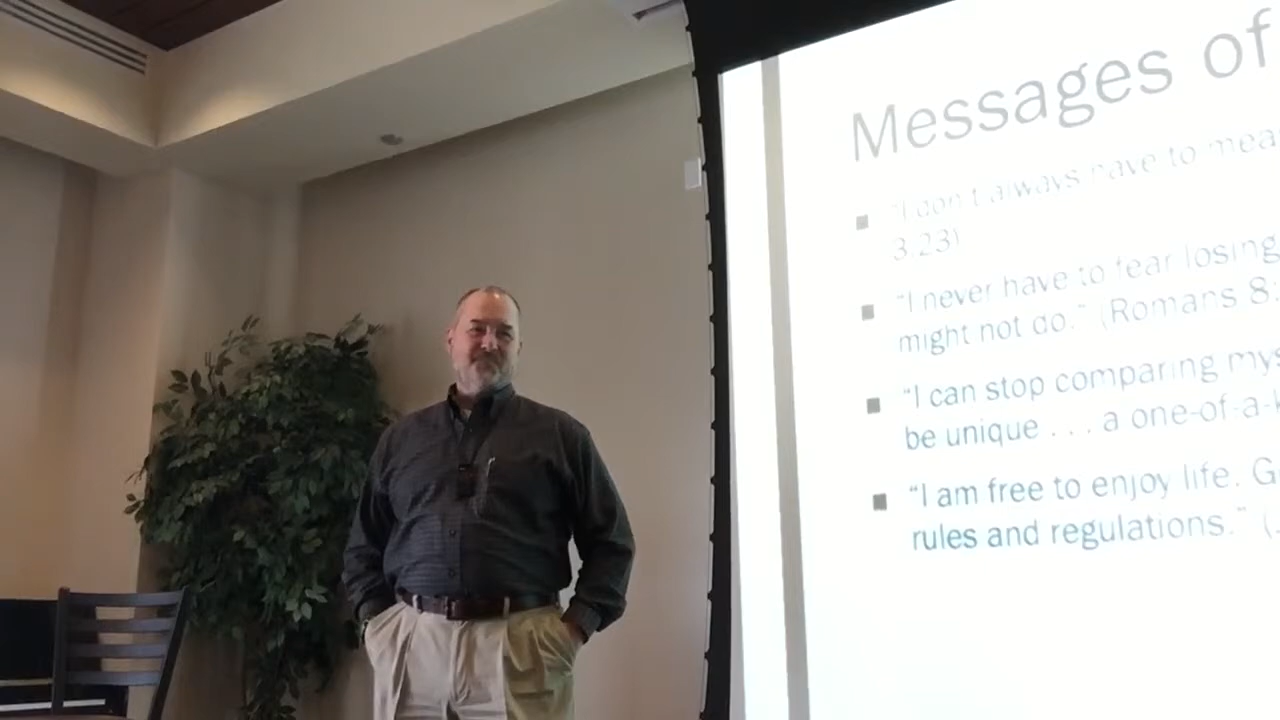 Messages of
■ "I don't always have to mea
3:23)
■ "I never have to fear losing
might not do." (Romans 8:
■ "I can stop comparing mys
be unique . . . a one-of-a-k
■ "I am free to enjoy life. G
rules and regulations." (